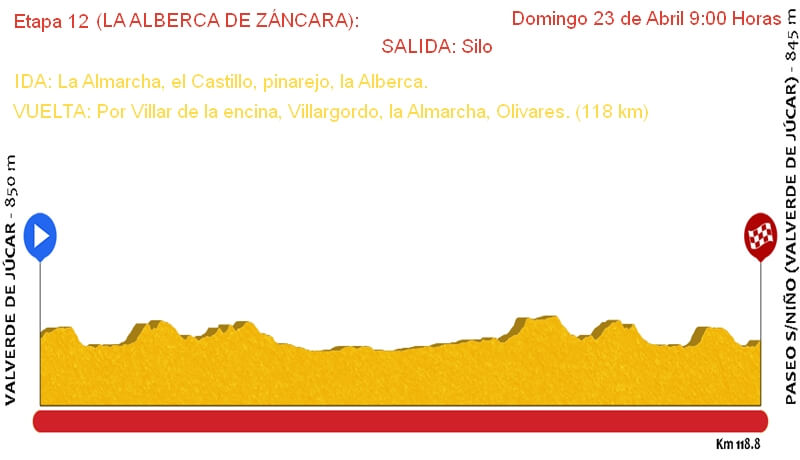 Etapa 12 (LA ALBERCA DE ZÁNCARA):
Domingo 23 de Abril 9:00 Horas
SALIDA: Silo
IDA: La Almarcha, el Castillo, pinarejo, la Alberca.
VUELTA: Por Villar de la encina, Villargordo, la Almarcha, Olivares. (118 km)
VALVERDE DE JÚCAR - 850 m
PASEO S/NIÑO (VALVERDE DE JÚCAR) - 845 m
Km 118.8